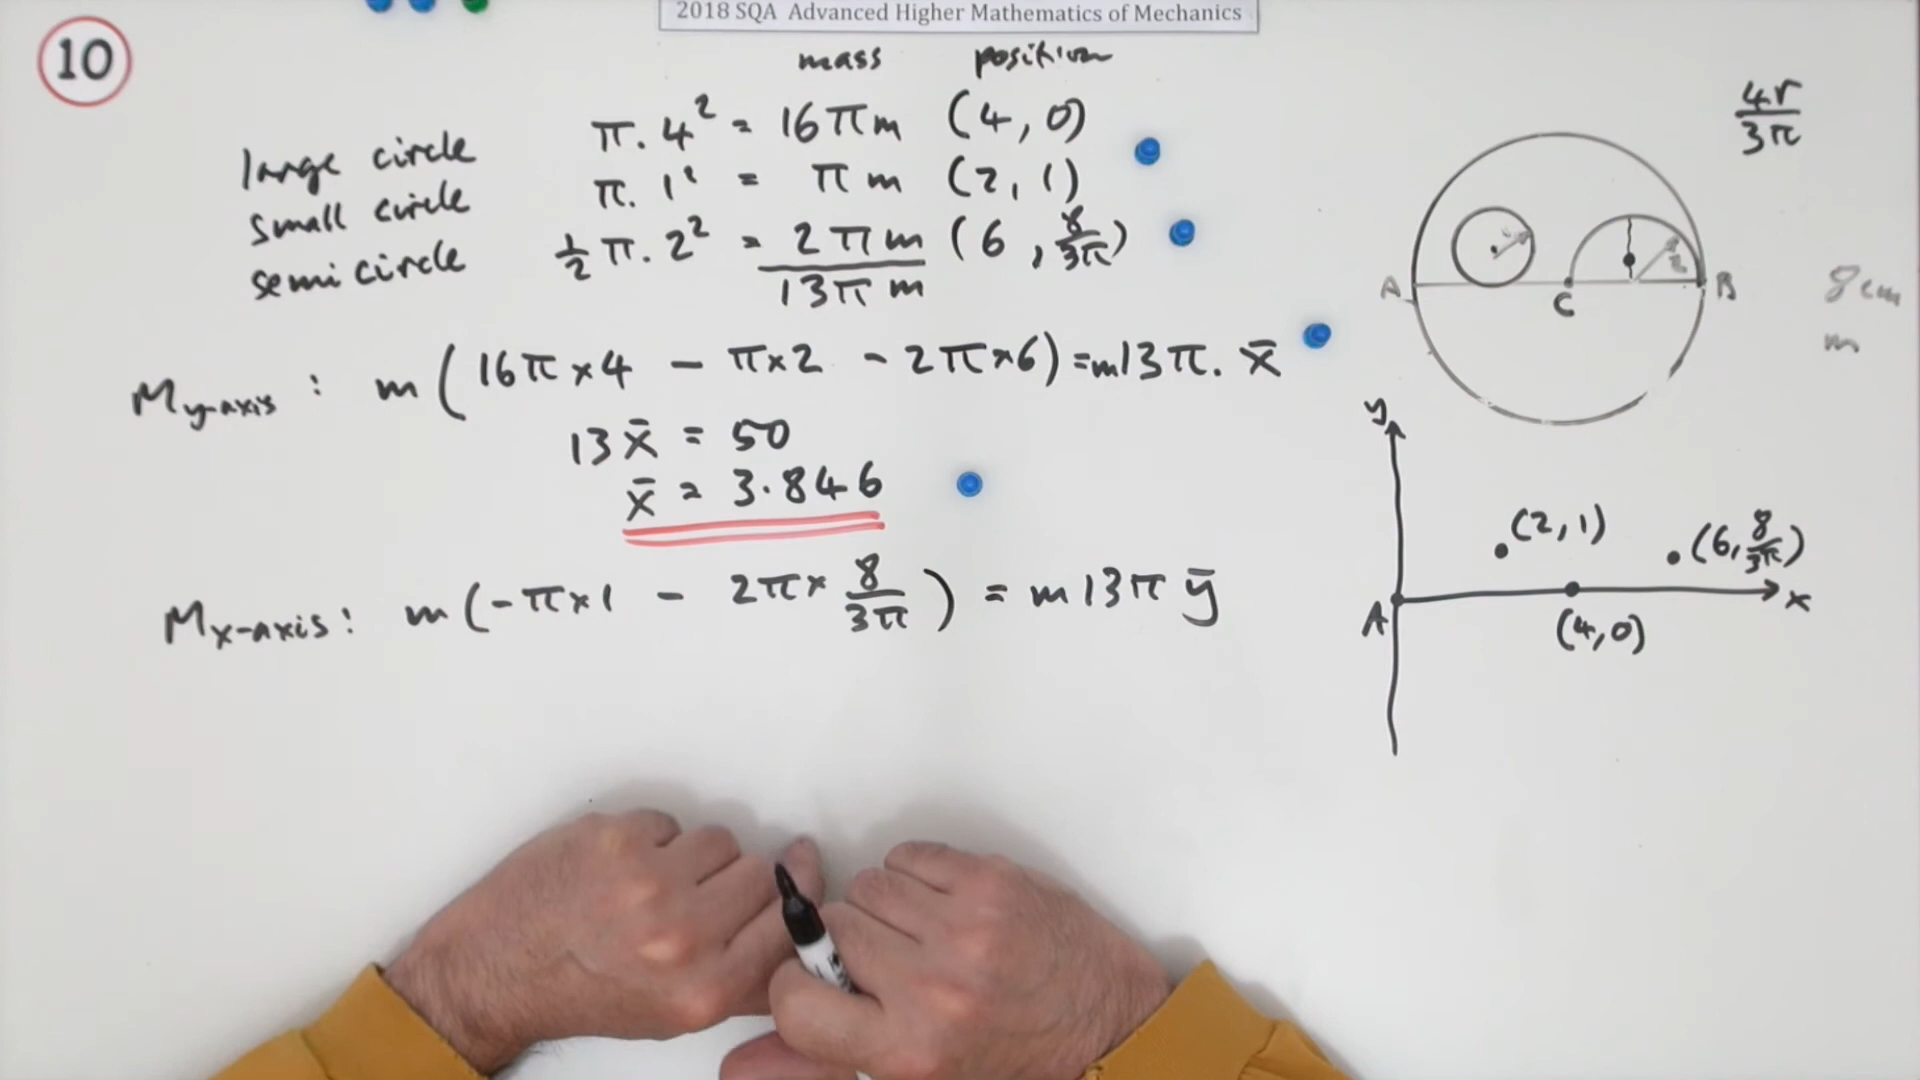 10
2018 SQA Advanced Higher Mathematics of Mechanics
mass position
large circle π.4² = 16πm (4, 0)
small circle π.1² = πm (2, 1)
semi circle ½π.2² = 2πm (6, 8/3π)
13πm
M y-axis : m(16π×4 − π×2 − 2π×6) = m13π. x̄
13x̄ = 50
x̄ = 3.846
M x-axis : m(−π×1 − 2π× 8/3π) = m13π ȳ
4r/3π
A C B
8cm
m
y
(2, 1)
(6, 8/3π)
A
x
(4, 0)